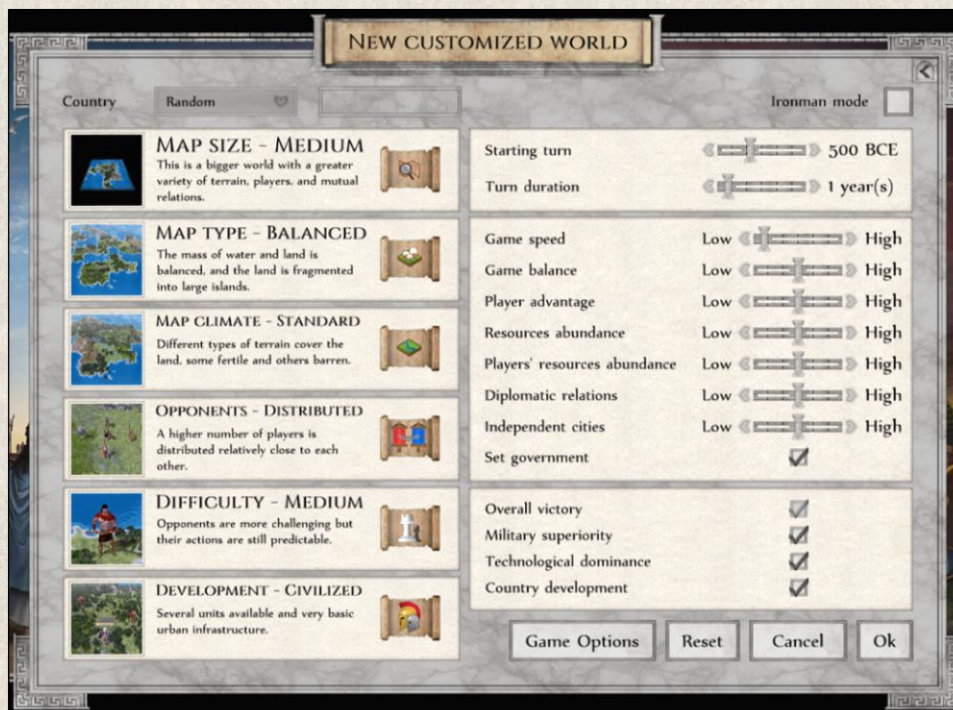 New customized world
Country
Random
Ironman mode
Map size - Medium
This is a bigger world with a greater
variety of terrain, players, and mutual
relations.
Map type - Balanced
The mass of water and land is
balanced, and the land is fragmented
into large islands.
Map climate - Standard
Different types of terrain cover the
land, some fertile and others barren.
Opponents - Distributed
A higher number of players is
distributed relatively close to each
other.
Difficulty - Medium
Opponents are more challenging but
their actions are still predictable.
Development - Civilized
Several units available and very basic
urban infrastructure.
Starting turn 500 BCE
Turn duration 1 year(s)
Game speed Low High
Game balance Low High
Player advantage Low High
Resources abundance Low High
Players' resources abundance Low High
Diplomatic relations Low High
Independent cities Low High
Set government
Overall victory
Military superiority
Technological dominance
Country development
Game Options Reset Cancel Ok